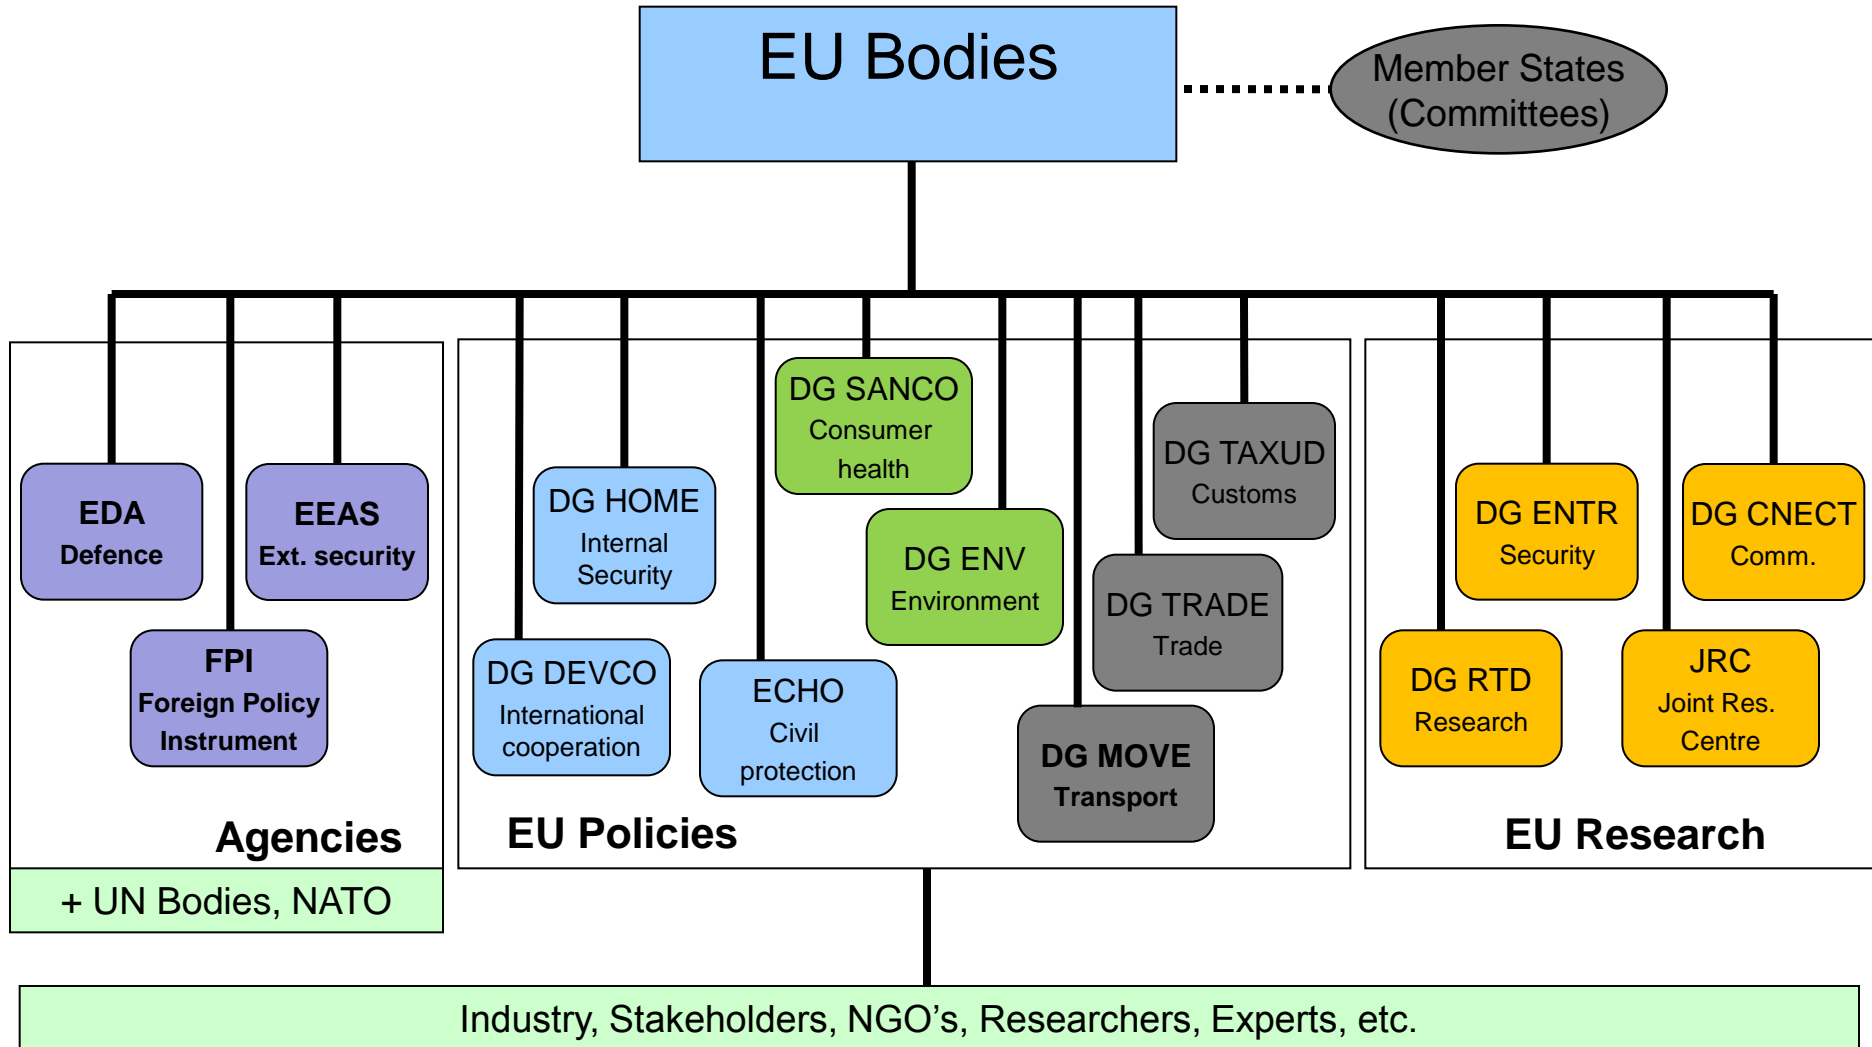 EU Bodies
Member States
(Committees)
EDA
Defence
FPI
Foreign Policy
Instrument
EEAS
Ext. security
Agencies
+ UN Bodies, NATO
DG DEVCO
International
cooperation
DG HOME
Internal
Security
ECHO
Civil
protection
DG SANCO
Consumer
health
DG ENV
Environment
DG MOVE
Transport
DG TRADE
Trade
DG TAXUD
Customs
EU Policies
DG RTD
Research
DG ENTR
Security
JRC
Joint Res.
Centre
DG CNECT
Comm.
EU Research
Industry, Stakeholders, NGO’s, Researchers, Experts, etc.